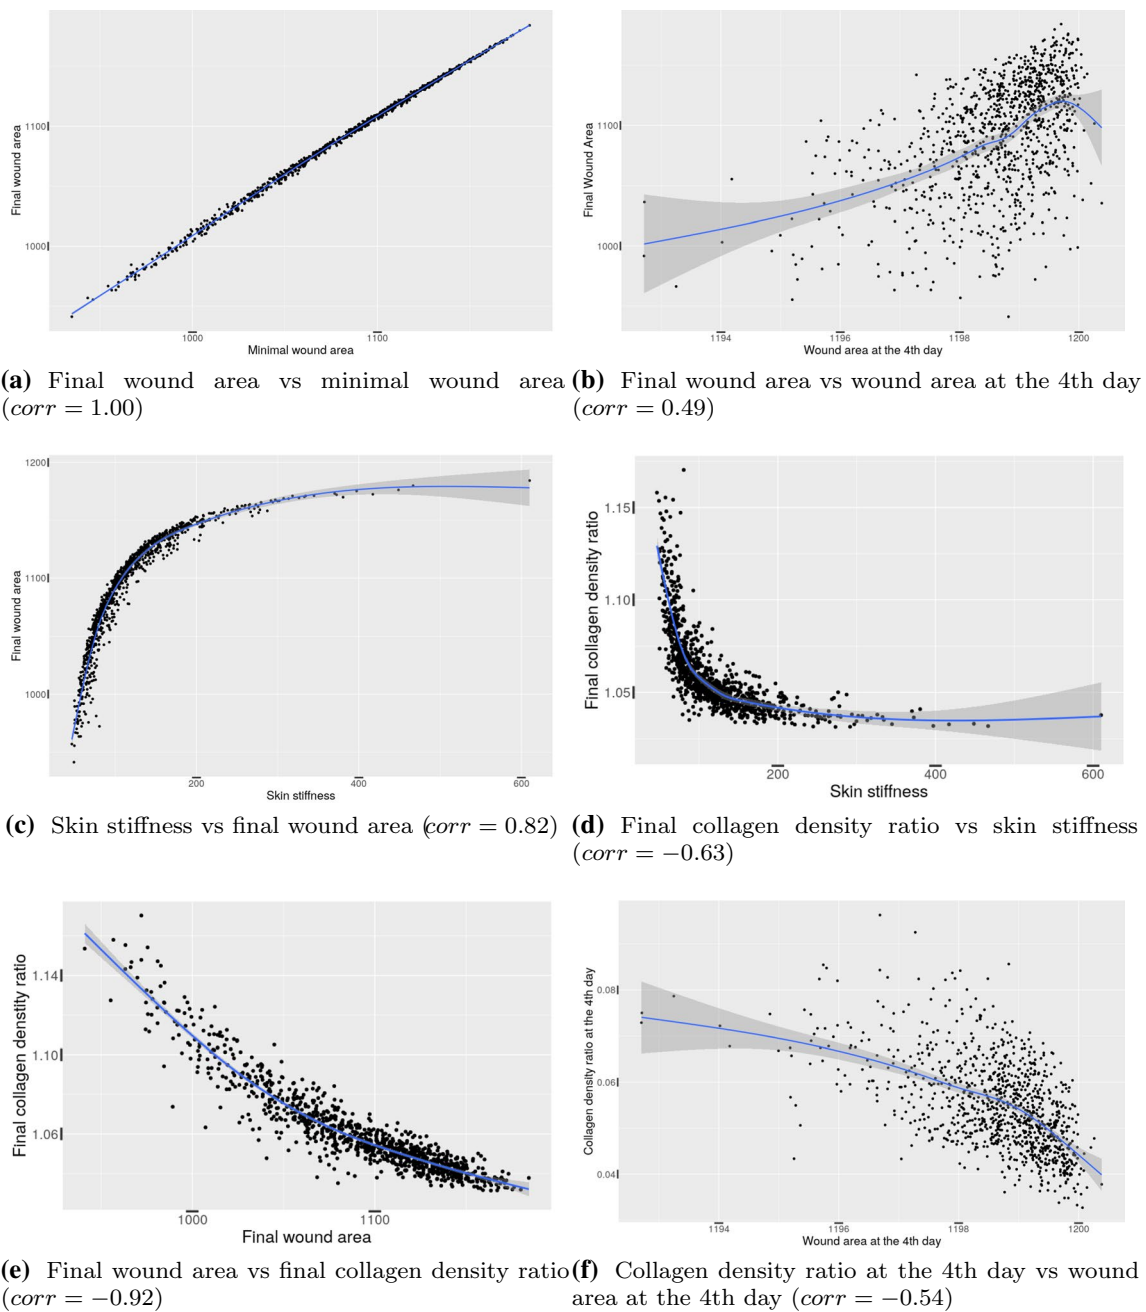 1100
1000
Final wound area
1000
1100
Minimal wound area
(a) Final wound area vs minimal wound area
(corr = 1.00)
1100
1000
Final Wound Area
1194
1196
1198
1200
Wound area at the 4th day
(b) Final wound area vs wound area at the 4th day
(corr = 0.49)
1200
1100
1000
Final wound area
200
400
600
Skin stiffness
(c) Skin stiffness vs final wound area (corr = 0.82)
1.15
1.10
1.05
Final collagen density ratio
200
400
600
Skin stiffness
(d) Final collagen density ratio vs skin stiffness
(corr = −0.63)
1.14
1.10
1.06
Final collagen denstity ratio
1000
1100
Final wound area
(e) Final wound area vs final collagen density ratio
(corr = −0.92)
0.08
0.06
0.04
Collagen density ratio at the 4th day
1194
1196
1198
1200
Wound area at the 4th day
(f) Collagen density ratio at the 4th day vs wound
area at the 4th day (corr = −0.54)